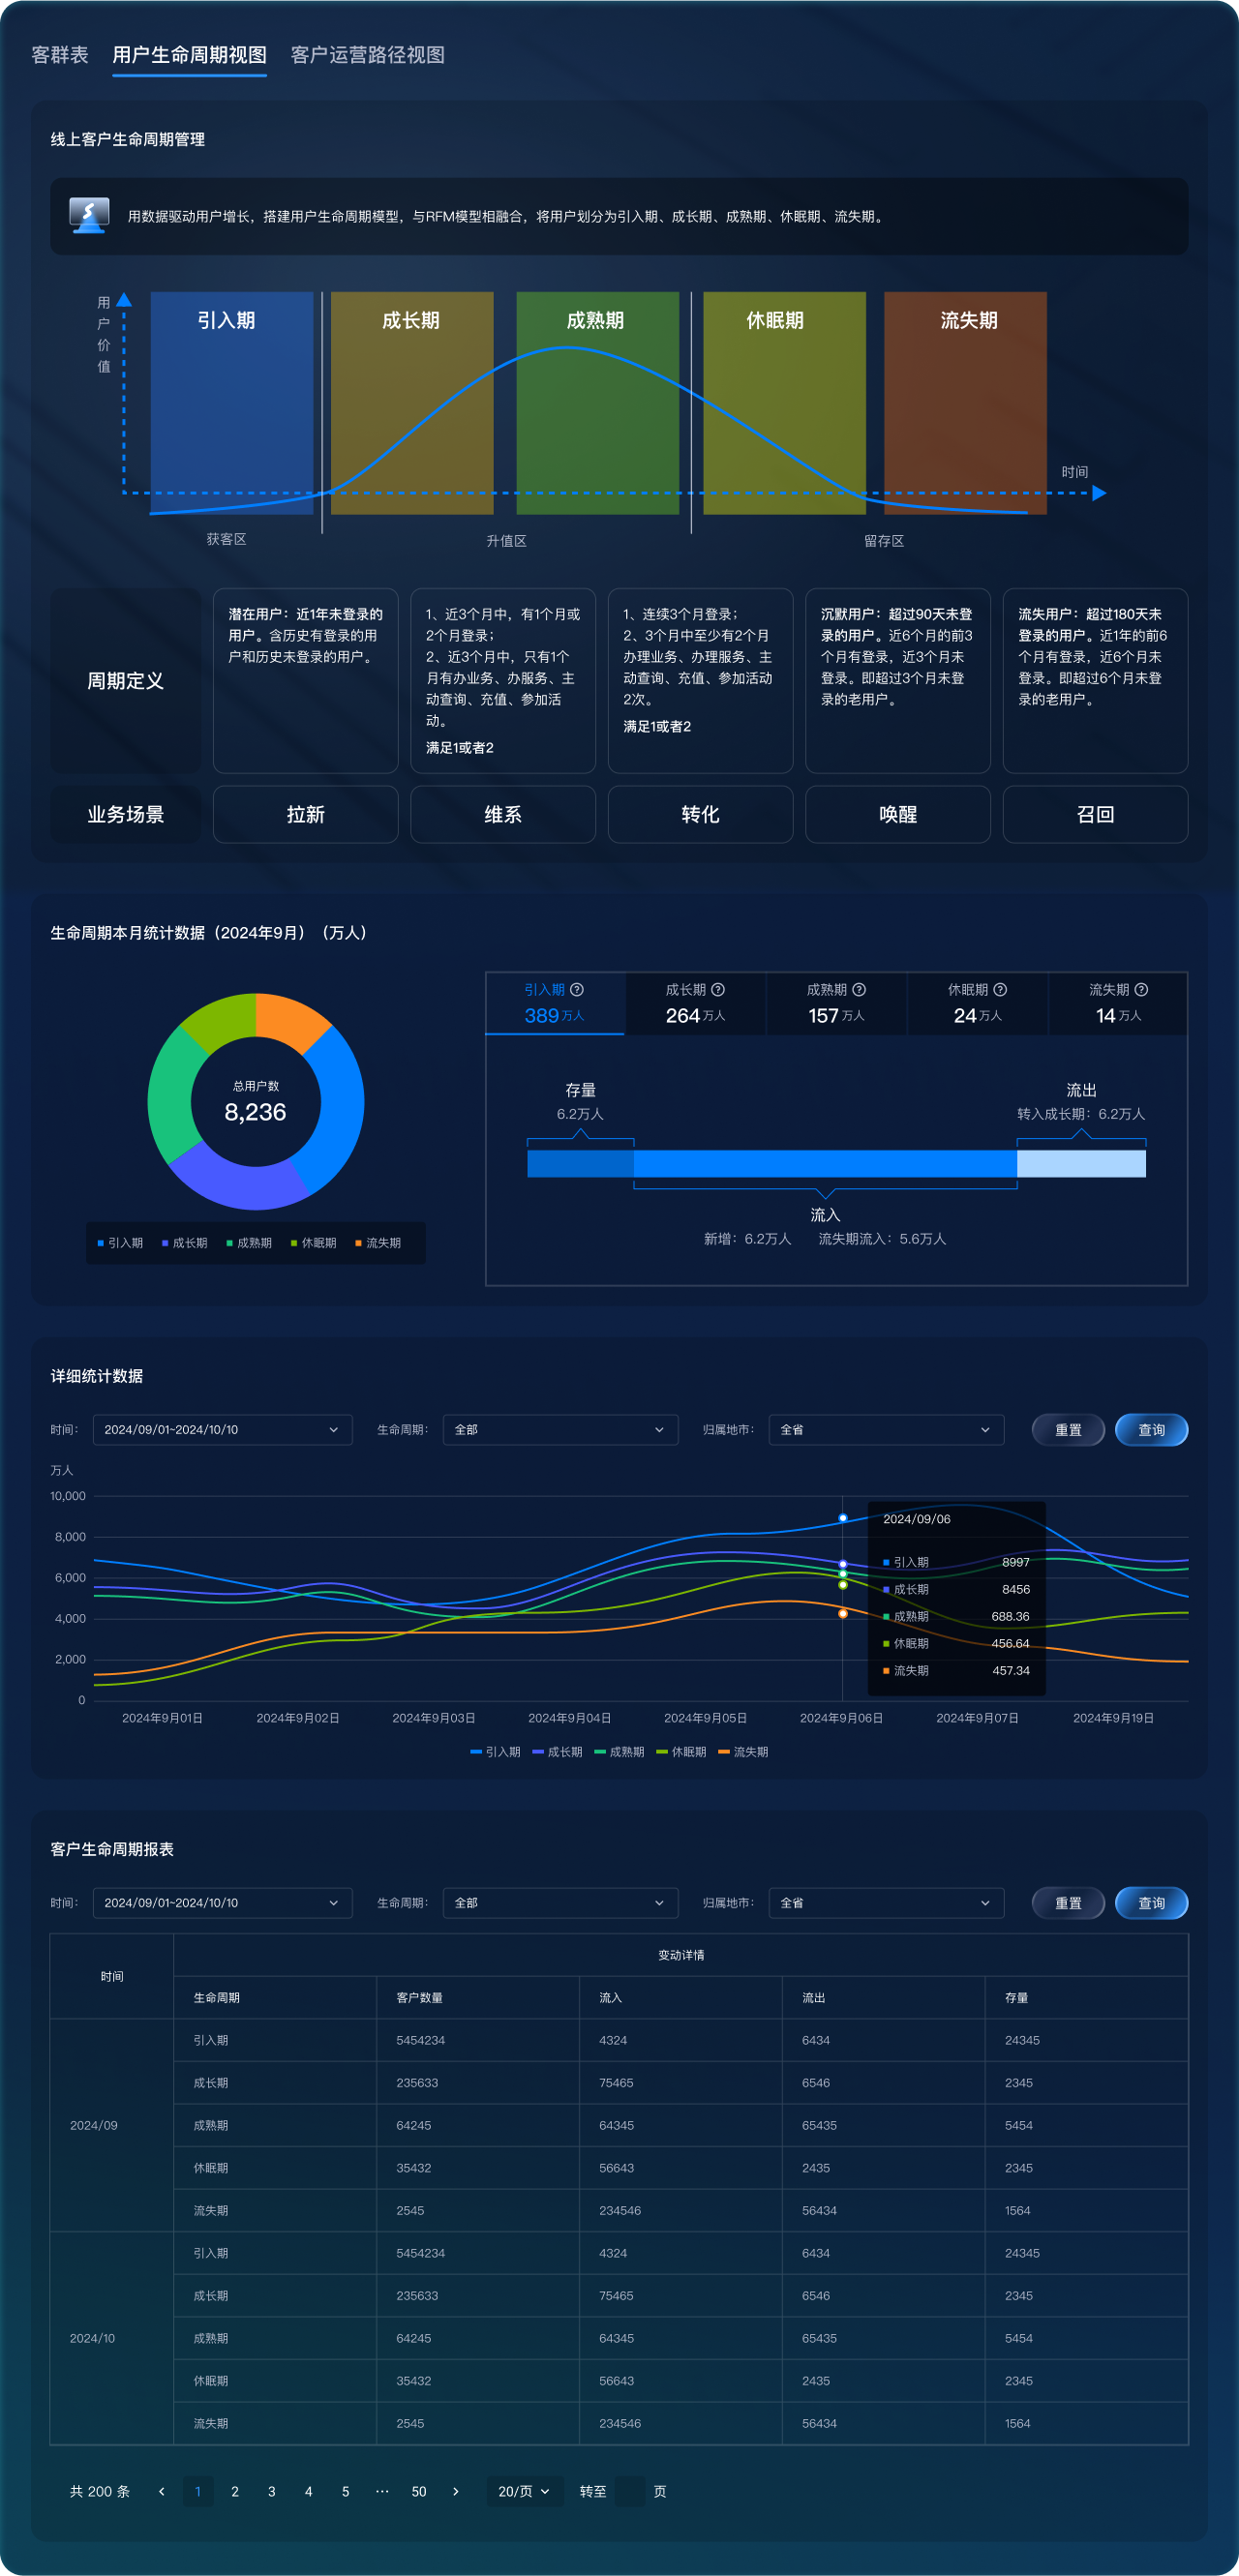 客群表 用户生命周期视图 客户运营路径视图
线上客户生命周期管理
用数据驱动用户增长，搭建用户生命周期模型，与RFM模型相融合，将用户划分为引入期、成长期、成熟期、休眠期、流失期。
用
户
价
值
引入期 成长期 成熟期 休眠期 流失期
时间
获客区 升值区 留存区
周期定义
潜在用户：近1年未登录的
用户。含历史有登录的用
户和历史未登录的用户。
1、近3个月中，有1个月或
2个月登录；
2、近3个月中，只有1个
月有办业务、办服务、主
动查询、充值、参加活
动。
满足1或者2
1、连续3个月登录；
2、3个月中至少有2个月
办理业务、办理服务、主
动查询、充值、参加活动
2次。
满足1或者2
沉默用户：超过90天未登
录的用户。近6个月的前3
个月有登录，近3个月未
登录。即超过3个月未登
录的老用户。
流失用户：超过180天未
登录的用户。近1年的前6
个月有登录，近6个月未
登录。即超过6个月未登
录的老用户。
业务场景 拉新 维系 转化 唤醒 召回
生命周期本月统计数据（2024年9月）（万人）
总用户数
8,236
引入期 成长期 成熟期 休眠期 流失期
引入期 ? 成长期 ? 成熟期 ? 休眠期 ? 流失期 ?
389万人 264万人 157万人 24万人 14万人
存量 流出
6.2万人 转入成长期：6.2万人
流入
新增：6.2万人 流失期流入：5.6万人
详细统计数据
时间： 2024/09/01~2024/10/10 生命周期： 全部 归属地市： 全省 重置 查询
万人
10,000
8,000
6,000
4,000
2,000
0
2024/09/06
引入期 8997
成长期 8456
成熟期 688.36
休眠期 456.64
流失期 457.34
2024年9月01日 2024年9月02日 2024年9月03日 2024年9月04日 2024年9月05日 2024年9月06日 2024年9月07日 2024年9月19日
引入期 成长期 成熟期 休眠期 流失期
客户生命周期报表
时间： 2024/09/01~2024/10/10 生命周期： 全部 归属地市： 全省 重置 查询
时间 变动详情
生命周期 客户数量 流入 流出 存量
2024/09
引入期 5454234 4324 6434 24345
成长期 235633 75465 6546 2345
成熟期 64245 64345 65435 5454
休眠期 35432 56643 2435 2345
流失期 2545 234546 56434 1564
2024/10
引入期 5454234 4324 6434 24345
成长期 235633 75465 6546 2345
成熟期 64245 64345 65435 5454
休眠期 35432 56643 2435 2345
流失期 2545 234546 56434 1564
共 200 条 1 2 3 4 5 ··· 50 20/页 转至 页